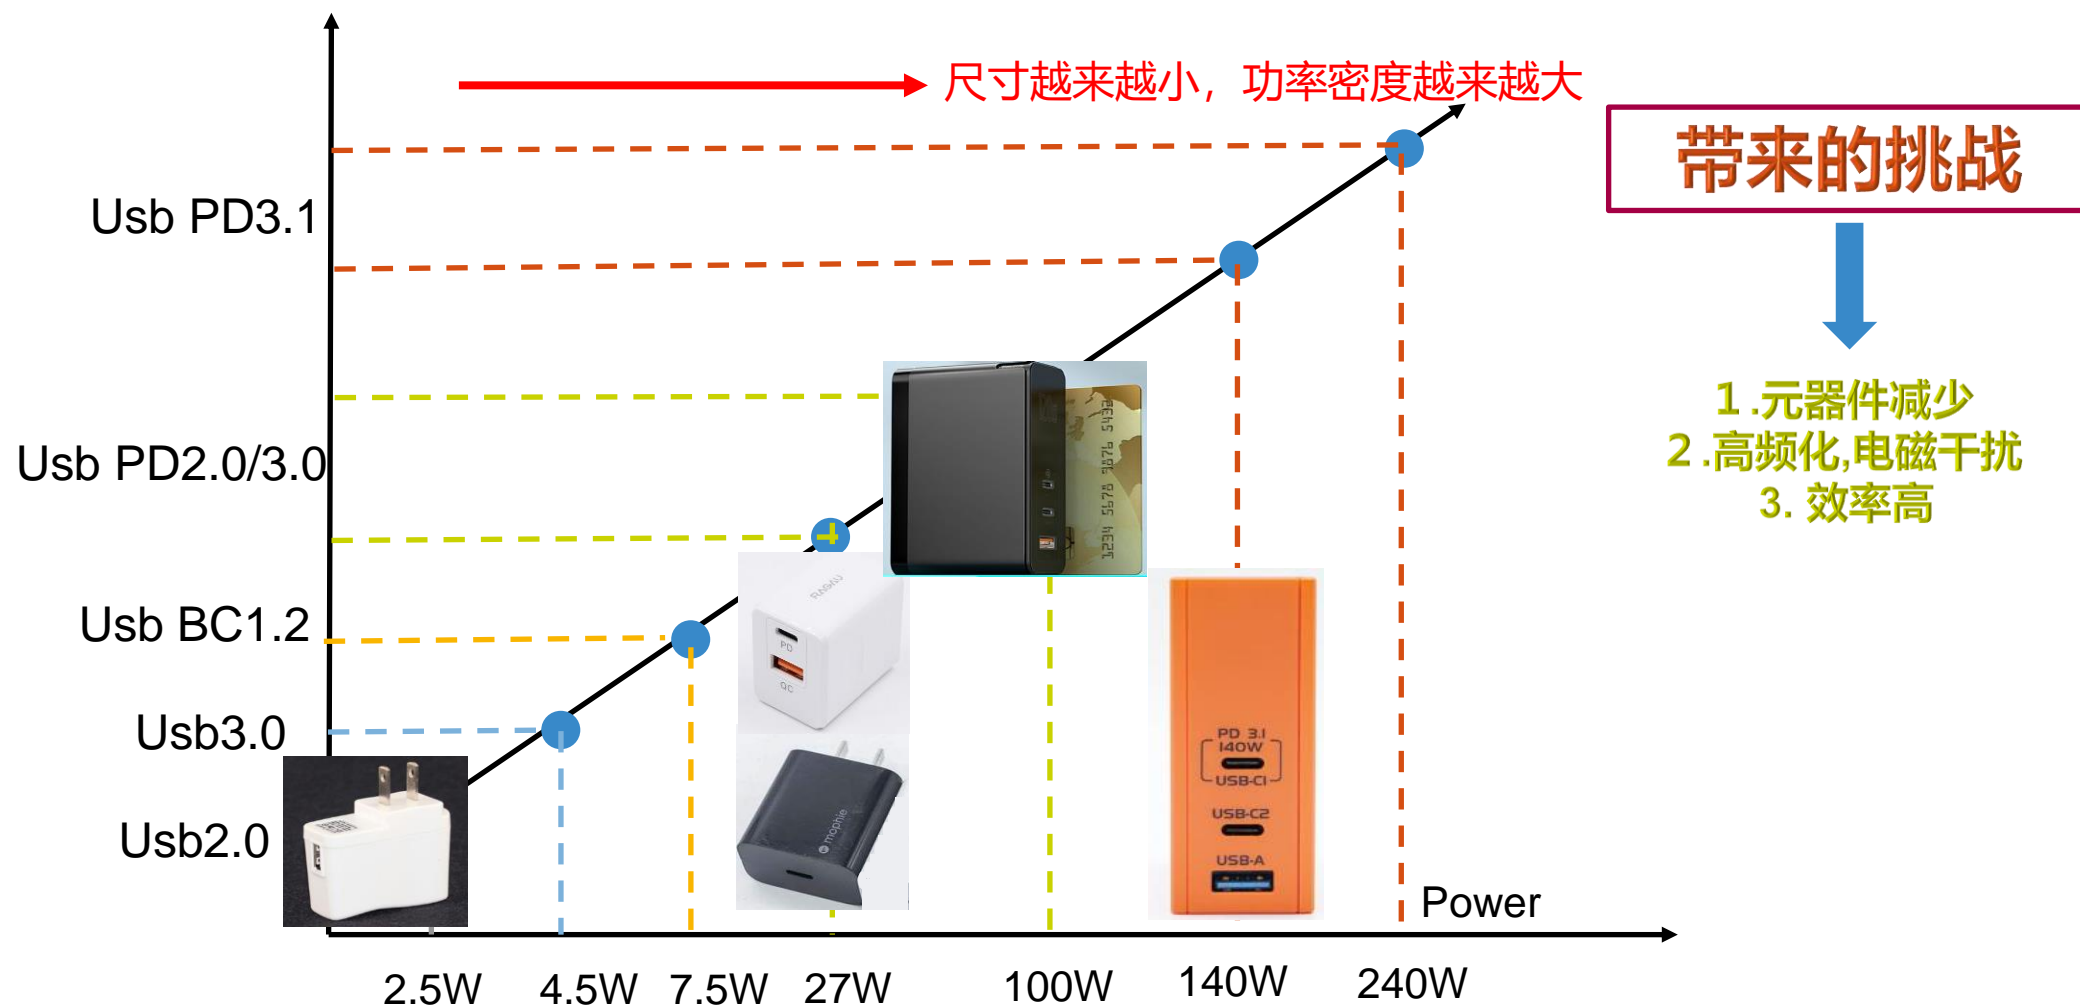 尺寸越来越小，功率密度越来越大
带来的挑战
Usb PD3.1
1.元器件减少
2.高频化,电磁干扰
3. 效率高
Usb PD2.0/3.0
Usb BC1.2
PD
QC
Usb3.0
PD 3.1
140W
USB-C1
mophie
USB-C2
Usb2.0
USB-A
Power
2.5W
4.5W
7.5W
27W
100W
140W
240W